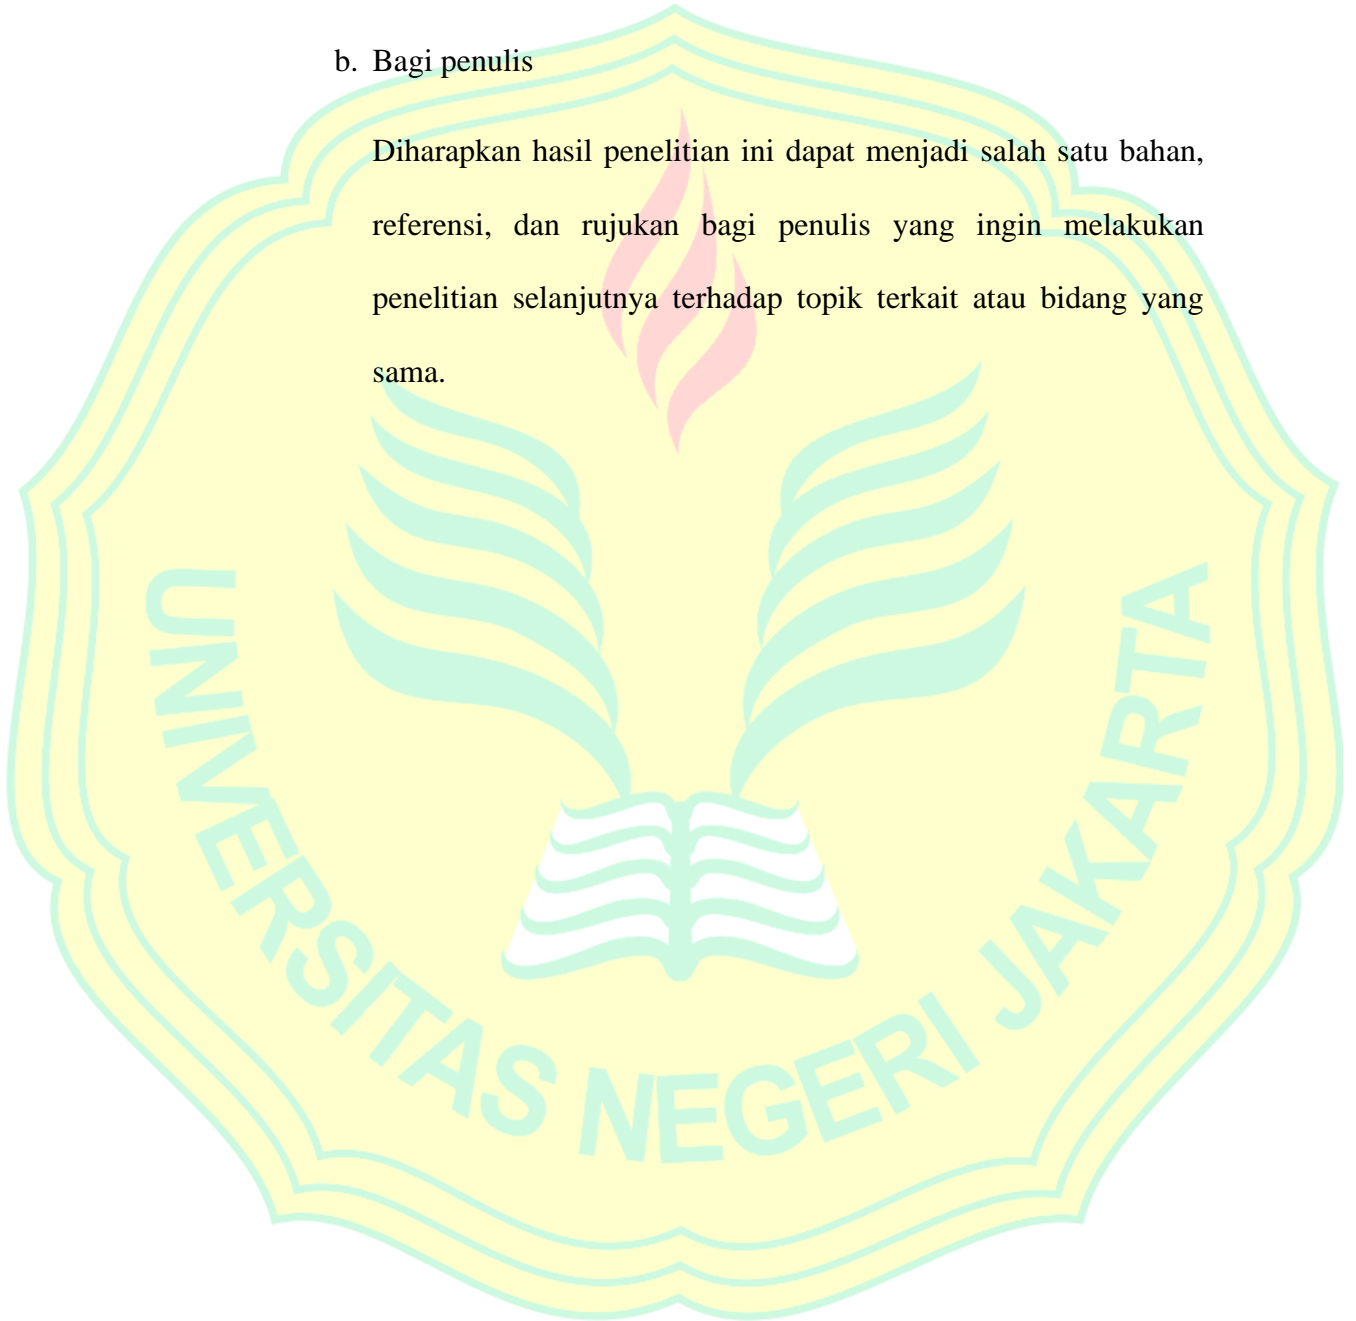 b. Bagi penulis
Diharapkan hasil penelitian ini dapat menjadi salah satu bahan,
referensi, dan rujukan bagi penulis yang ingin melakukan
penelitian selanjutnya terhadap topik terkait atau bidang yang
sama.
UNIVERSITAS NEGERI JAKARTA